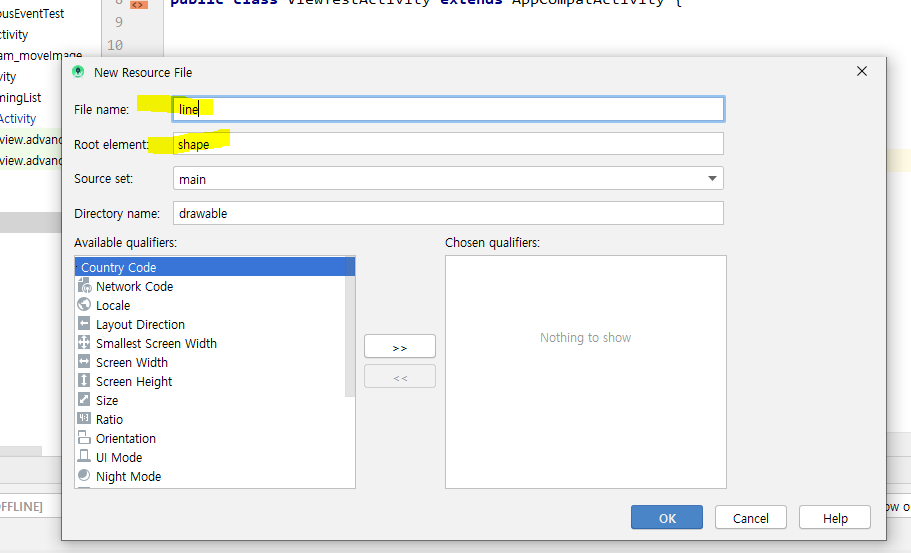 8
public class ViewTestActivity extends AppCompatActivity {
ousEventTest
9
ctivity
10
am_moveImage
New Resource File
vity
mingList
File name:
line
Activity
view.advanc
Root element:
shape
view.advanc
Source set:
main
Directory name:
drawable
Available qualifiers:
Chosen qualifiers:
Country Code
Network Code
Locale
Layout Direction
Smallest Screen Width
Nothing to show
>>
Screen Width
<<
Screen Height
Size
Ratio
Orientation
UI Mode
Night Mode
FFLINE]
ow o
OK
Cancel
Help